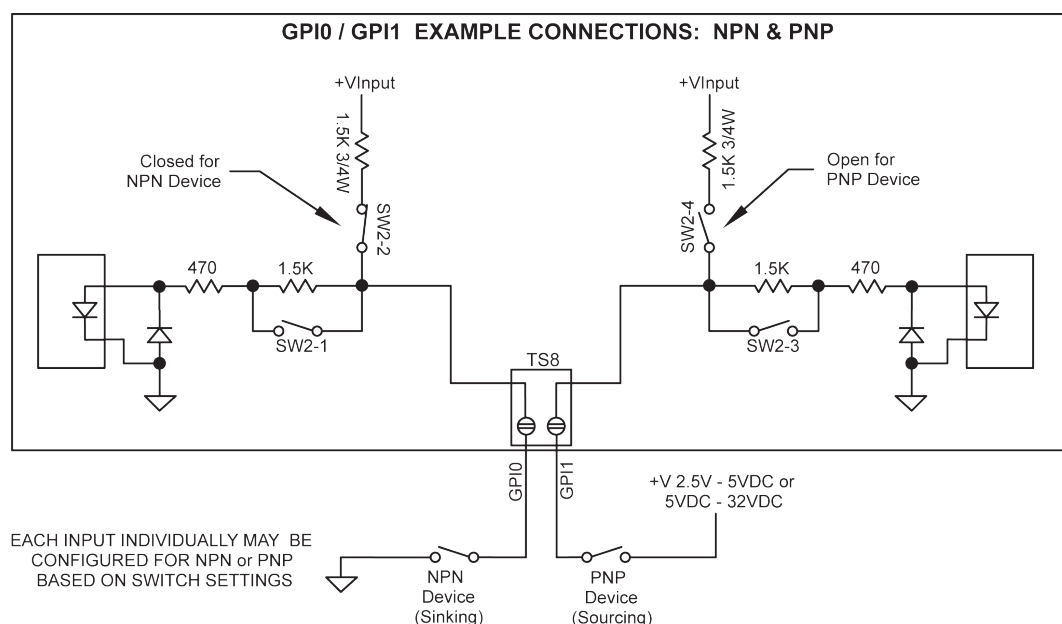 GPI0 / GPI1 EXAMPLE CONNECTIONS: NPN & PNP
+VInput
+VInput
1.5K 3/4W
1.5K 3/4W
Closed for
NPN Device
Open for
PNP Device
SW2-2
SW2-4
470
1.5K
1.5K
470
SW2-1
SW2-3
TS8
GPI0
GPI1
+V 2.5V - 5VDC or
5VDC - 32VDC
EACH INPUT INDIVIDUALLY MAY BE
CONFIGURED FOR NPN or PNP
BASED ON SWITCH SETTINGS
NPN
Device
(Sinking)
PNP
Device
(Sourcing)